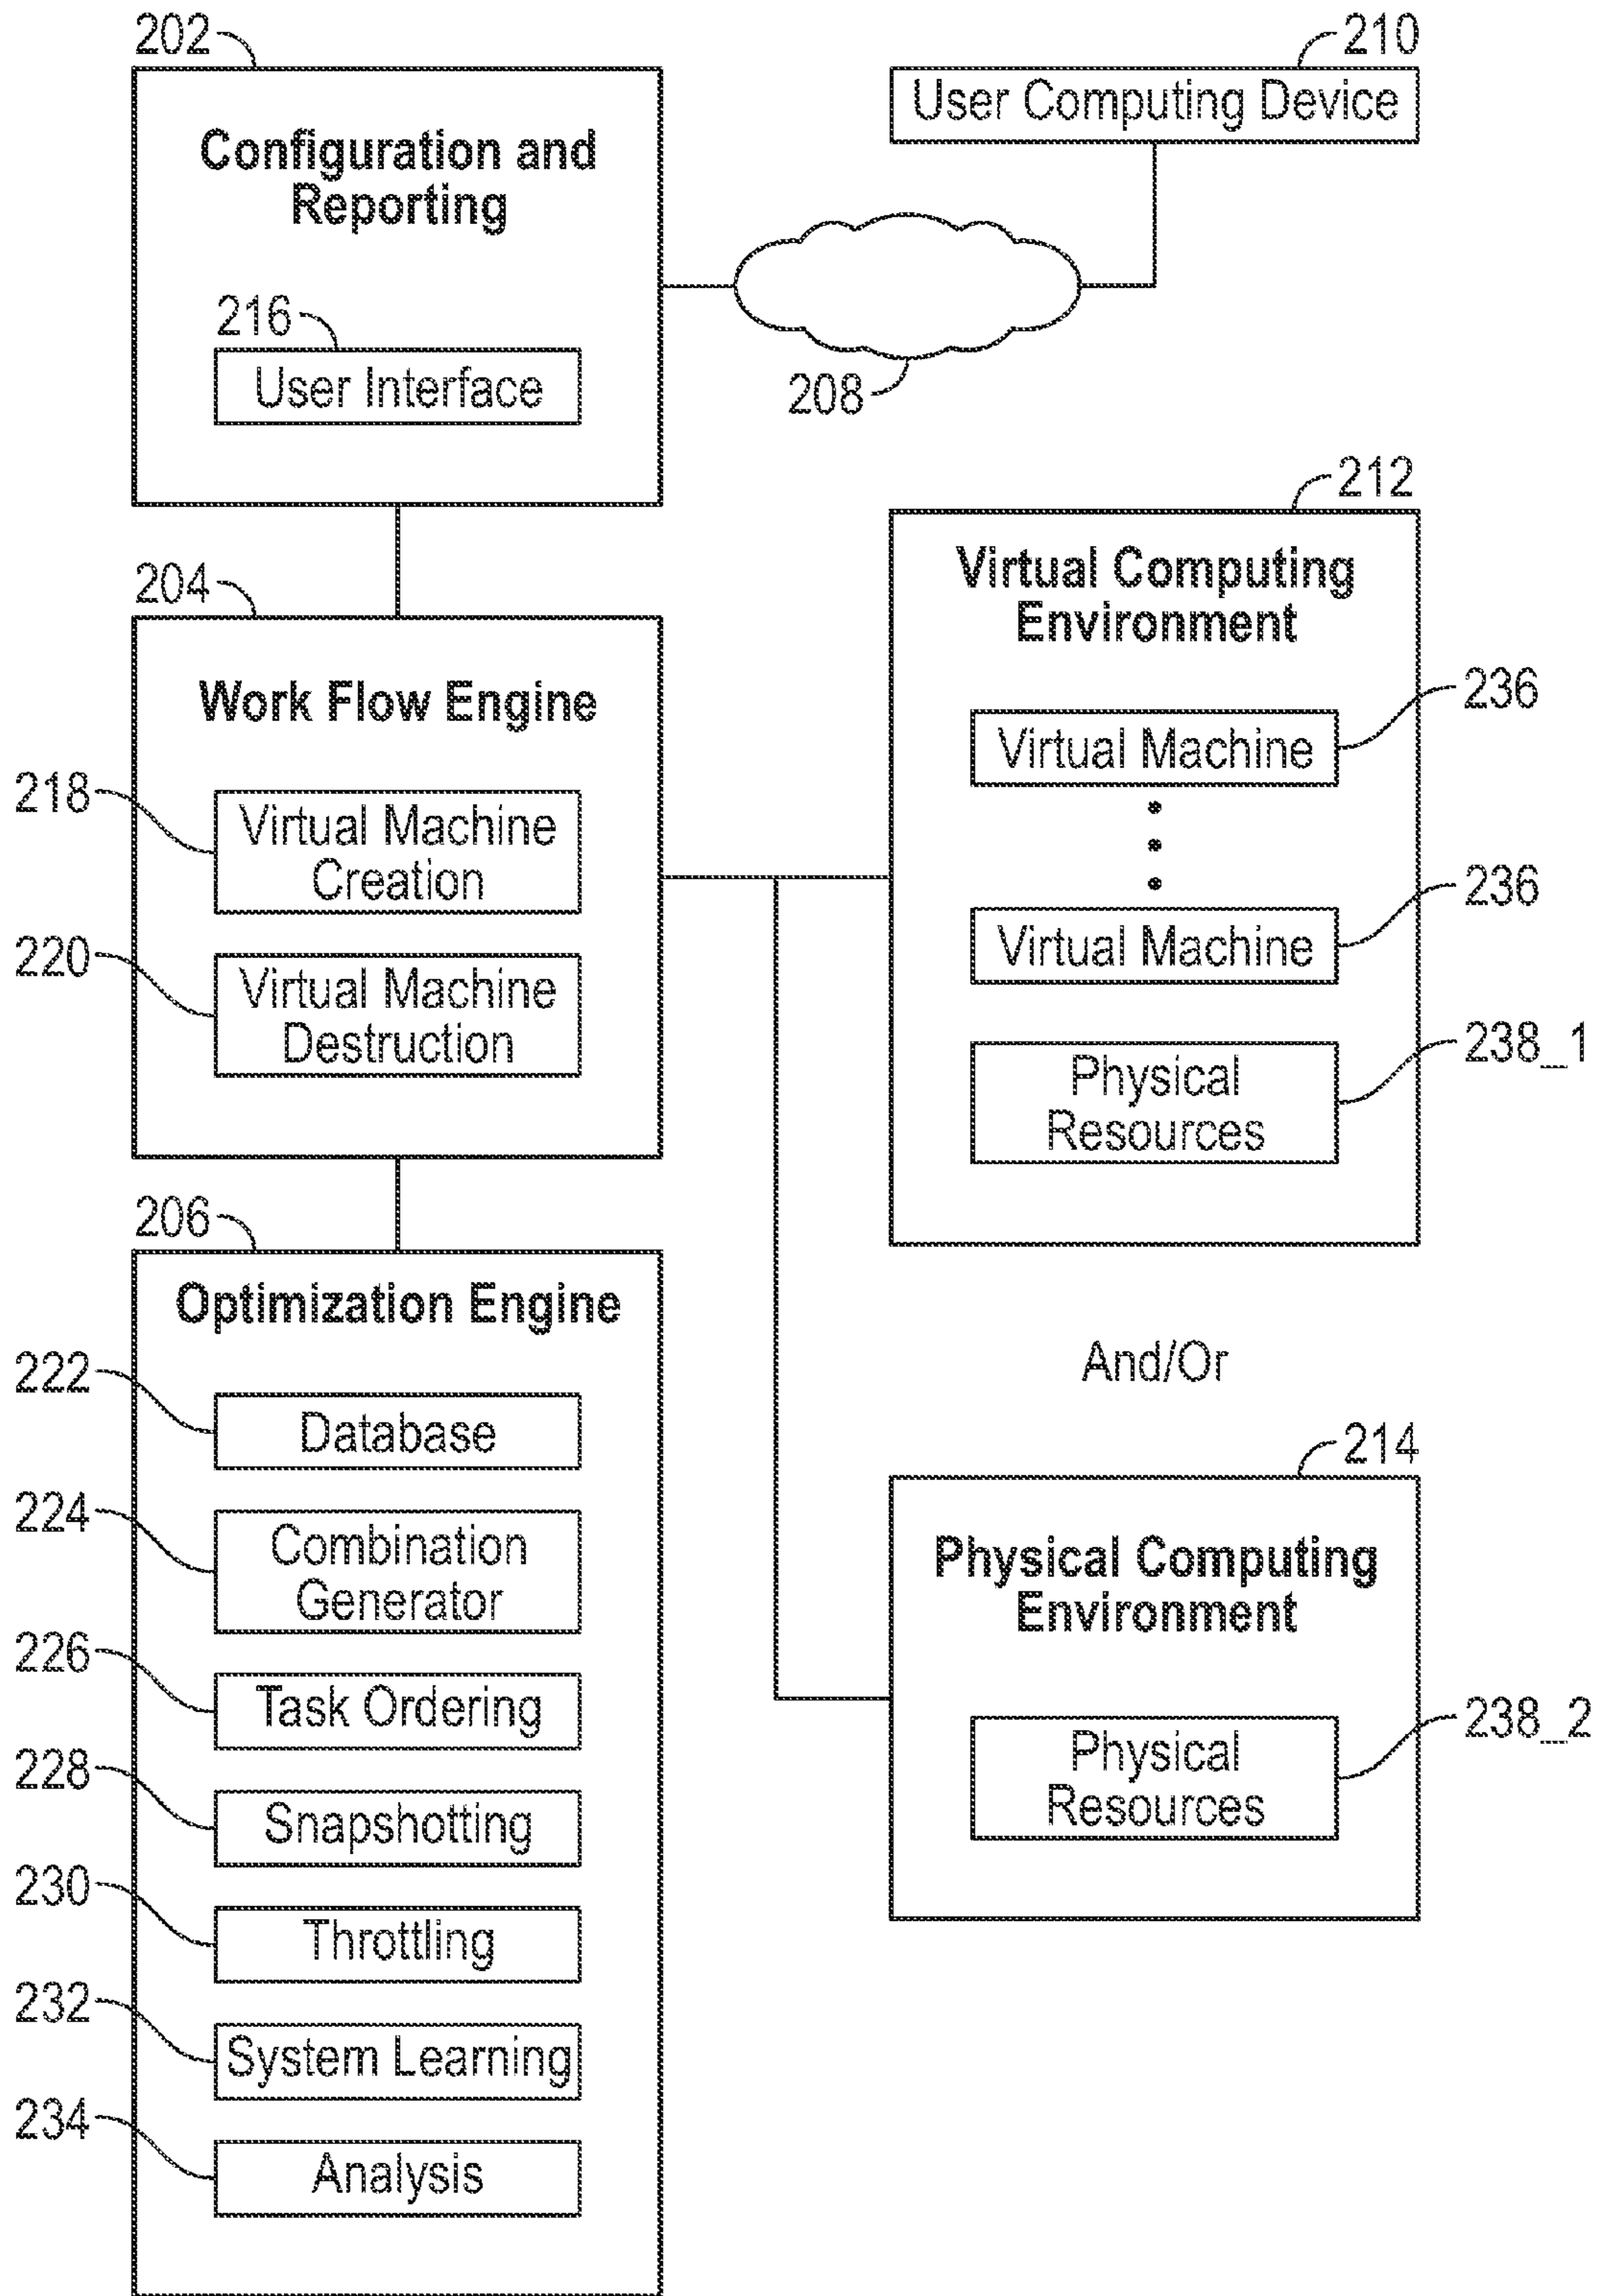 202
Configuration and
Reporting
216
User Interface
210
User Computing Device
208
204
Work Flow Engine
218
Virtual Machine
Creation
220
Virtual Machine
Destruction
212
Virtual Computing
Environment
236
Virtual Machine
236
Virtual Machine
238_1
Physical
Resources
206
Optimization Engine
222
Database
224
Combination
Generator
226
Task Ordering
228
Snapshotting
230
Throttling
232
System Learning
234
Analysis
And/Or
214
Physical Computing
Environment
238_2
Physical
Resources